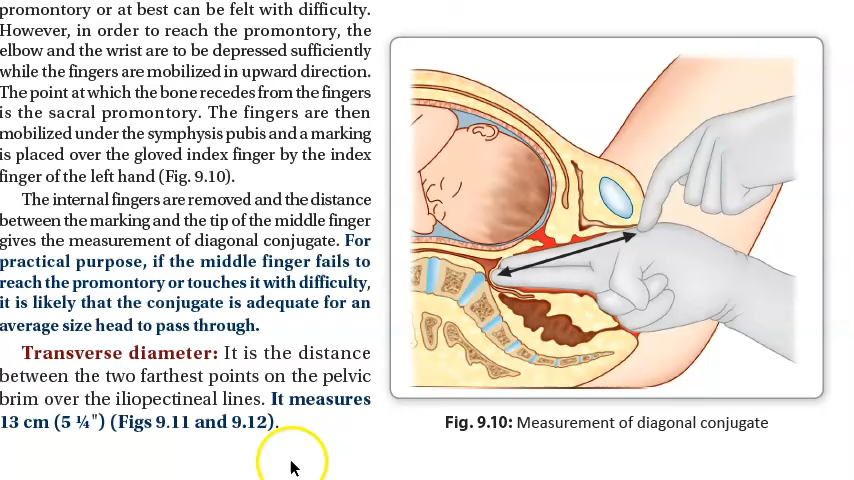 promontory or at best can be felt with difficulty.
However, in order to reach the promontory, the
elbow and the wrist are to be depressed sufficiently
while the fingers are mobilized in upward direction.
The point at which the bone recedes from the fingers
is the sacral promontory. The fingers are then
mobilized under the symphysis pubis and a marking
is placed over the gloved index finger by the index
finger of the left hand (Fig. 9.10).
The internal fingers are removed and the distance
between the marking and the tip of the middle finger
gives the measurement of diagonal conjugate. For
practical purpose, if the middle finger fails to
reach the promontory or touches it with difficulty,
it is likely that the conjugate is adequate for an
average size head to pass through.
Transverse diameter: It is the distance
between the two farthest points on the pelvic
brim over the iliopectineal lines. It measures
13 cm (5 ¼") (Figs 9.11 and 9.12).
Fig. 9.10: Measurement of diagonal conjugate